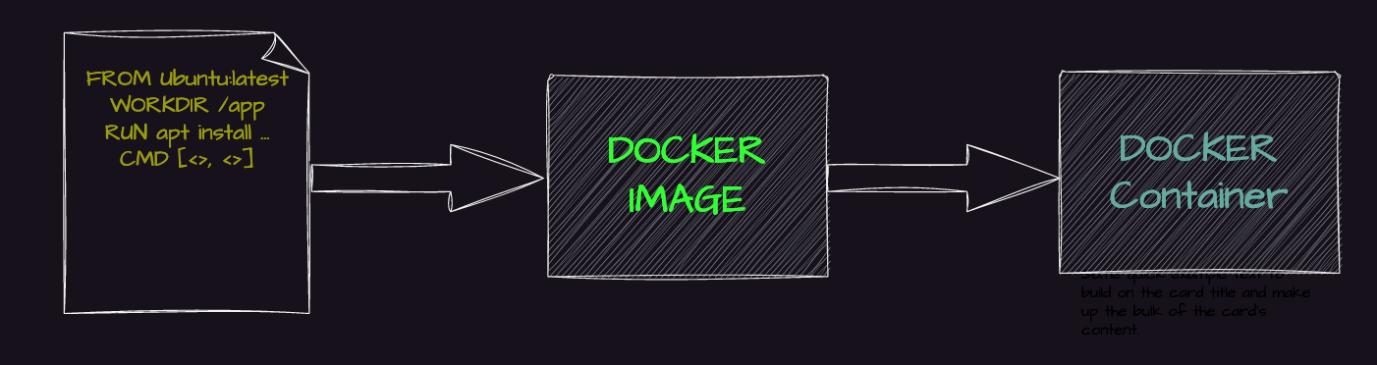 FROM Ubuntu:latest
WORKDIR /app
RUN apt install ...
CMD [<>, <>]
DOCKER
IMAGE
DOCKER
Container
build on the card title and make
up the bulk of the card's
content.